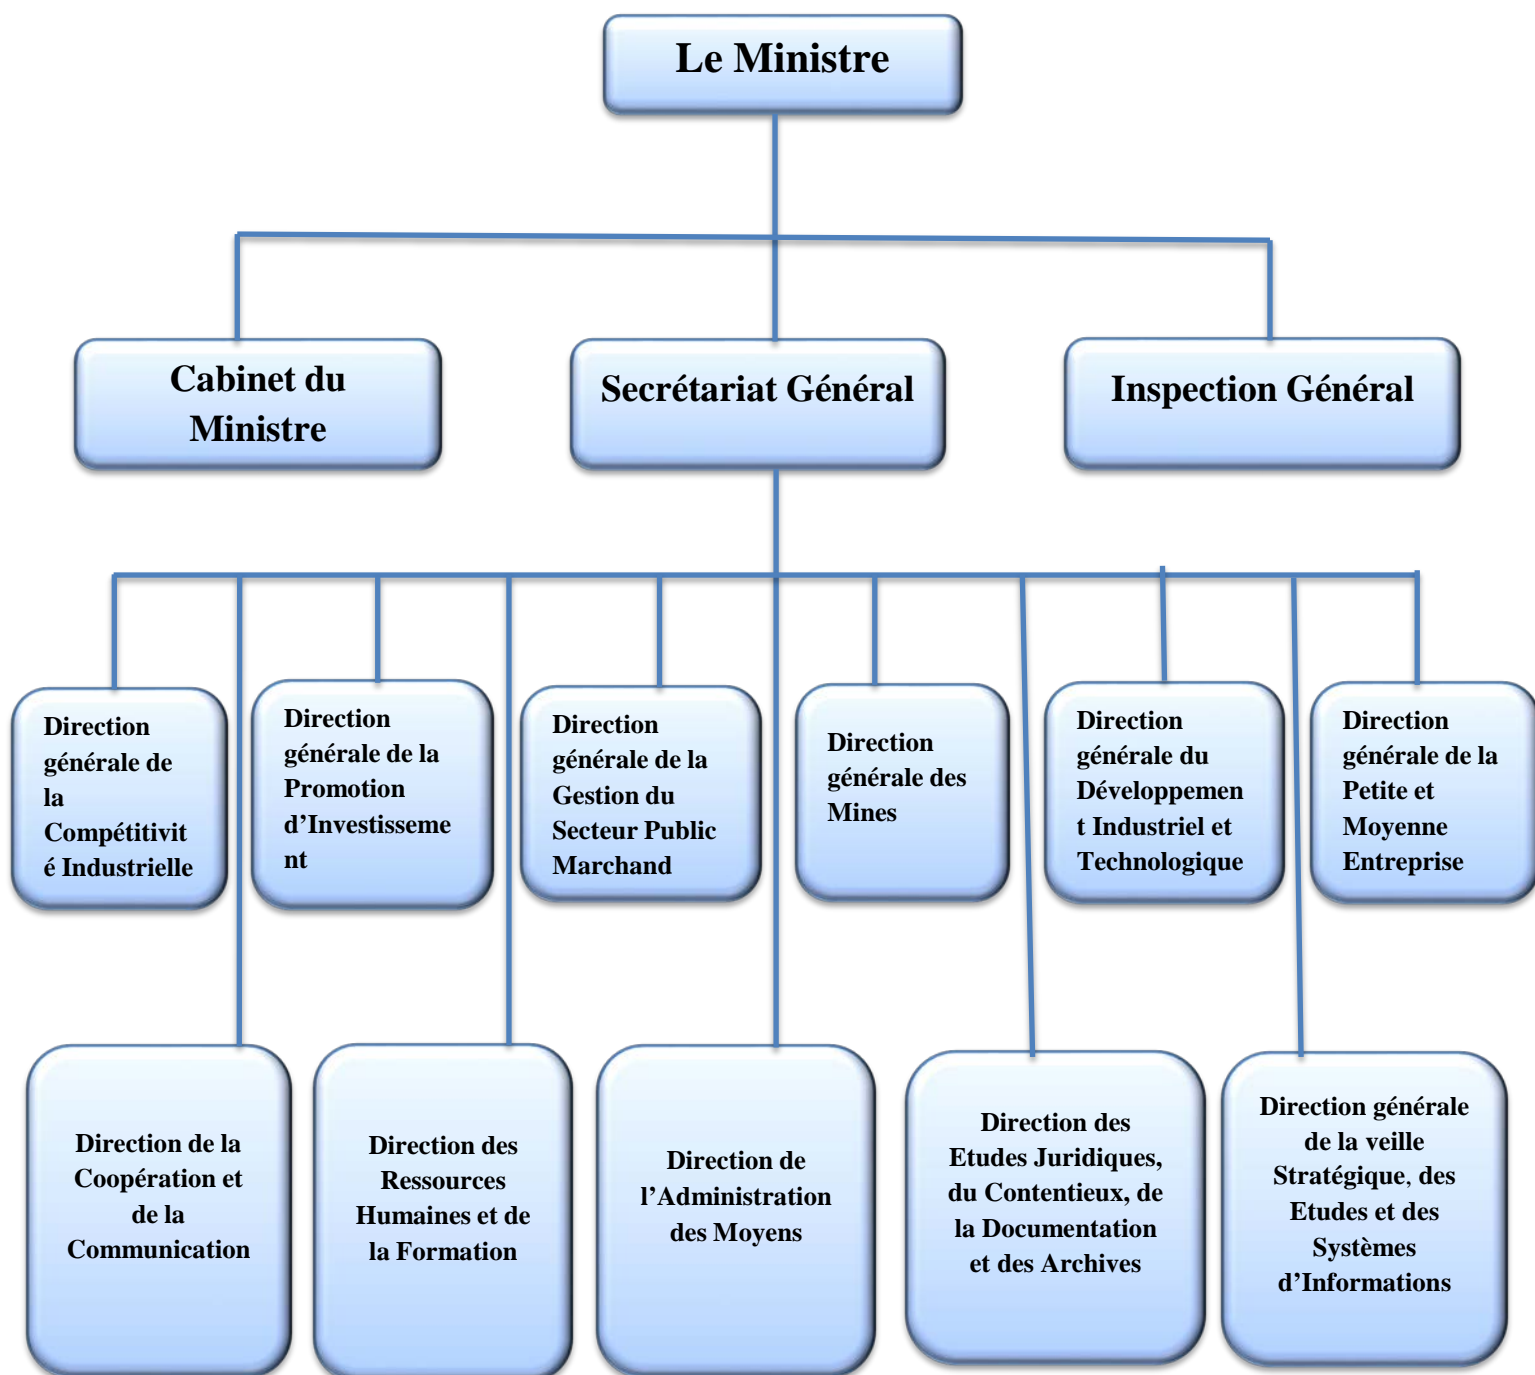 Le Ministre
Cabinet du
Ministre
Secrétariat Général
Inspection Général
Direction
générale de
la
Compétitivit
é Industrielle
Direction
générale de la
Promotion
d’Investisseme
nt
Direction
générale de la
Gestion du
Secteur Public
Marchand
Direction
générale des
Mines
Direction
générale du
Développemen
t Industriel et
Technologique
Direction
générale de la
Petite et
Moyenne
Entreprise
Direction de la
Coopération et
de la
Communication
Direction des
Ressources
Humaines et de
la Formation
Direction de
l’Administration
des Moyens
Direction des
Etudes Juridiques,
du Contentieux, de
la Documentation
et des Archives
Direction générale
de la veille
Stratégique, des
Etudes et des
Systèmes
d’Informations